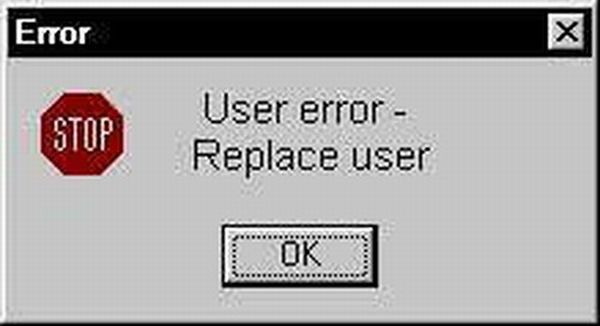 Error
STOP
User error -
Replace user
OK